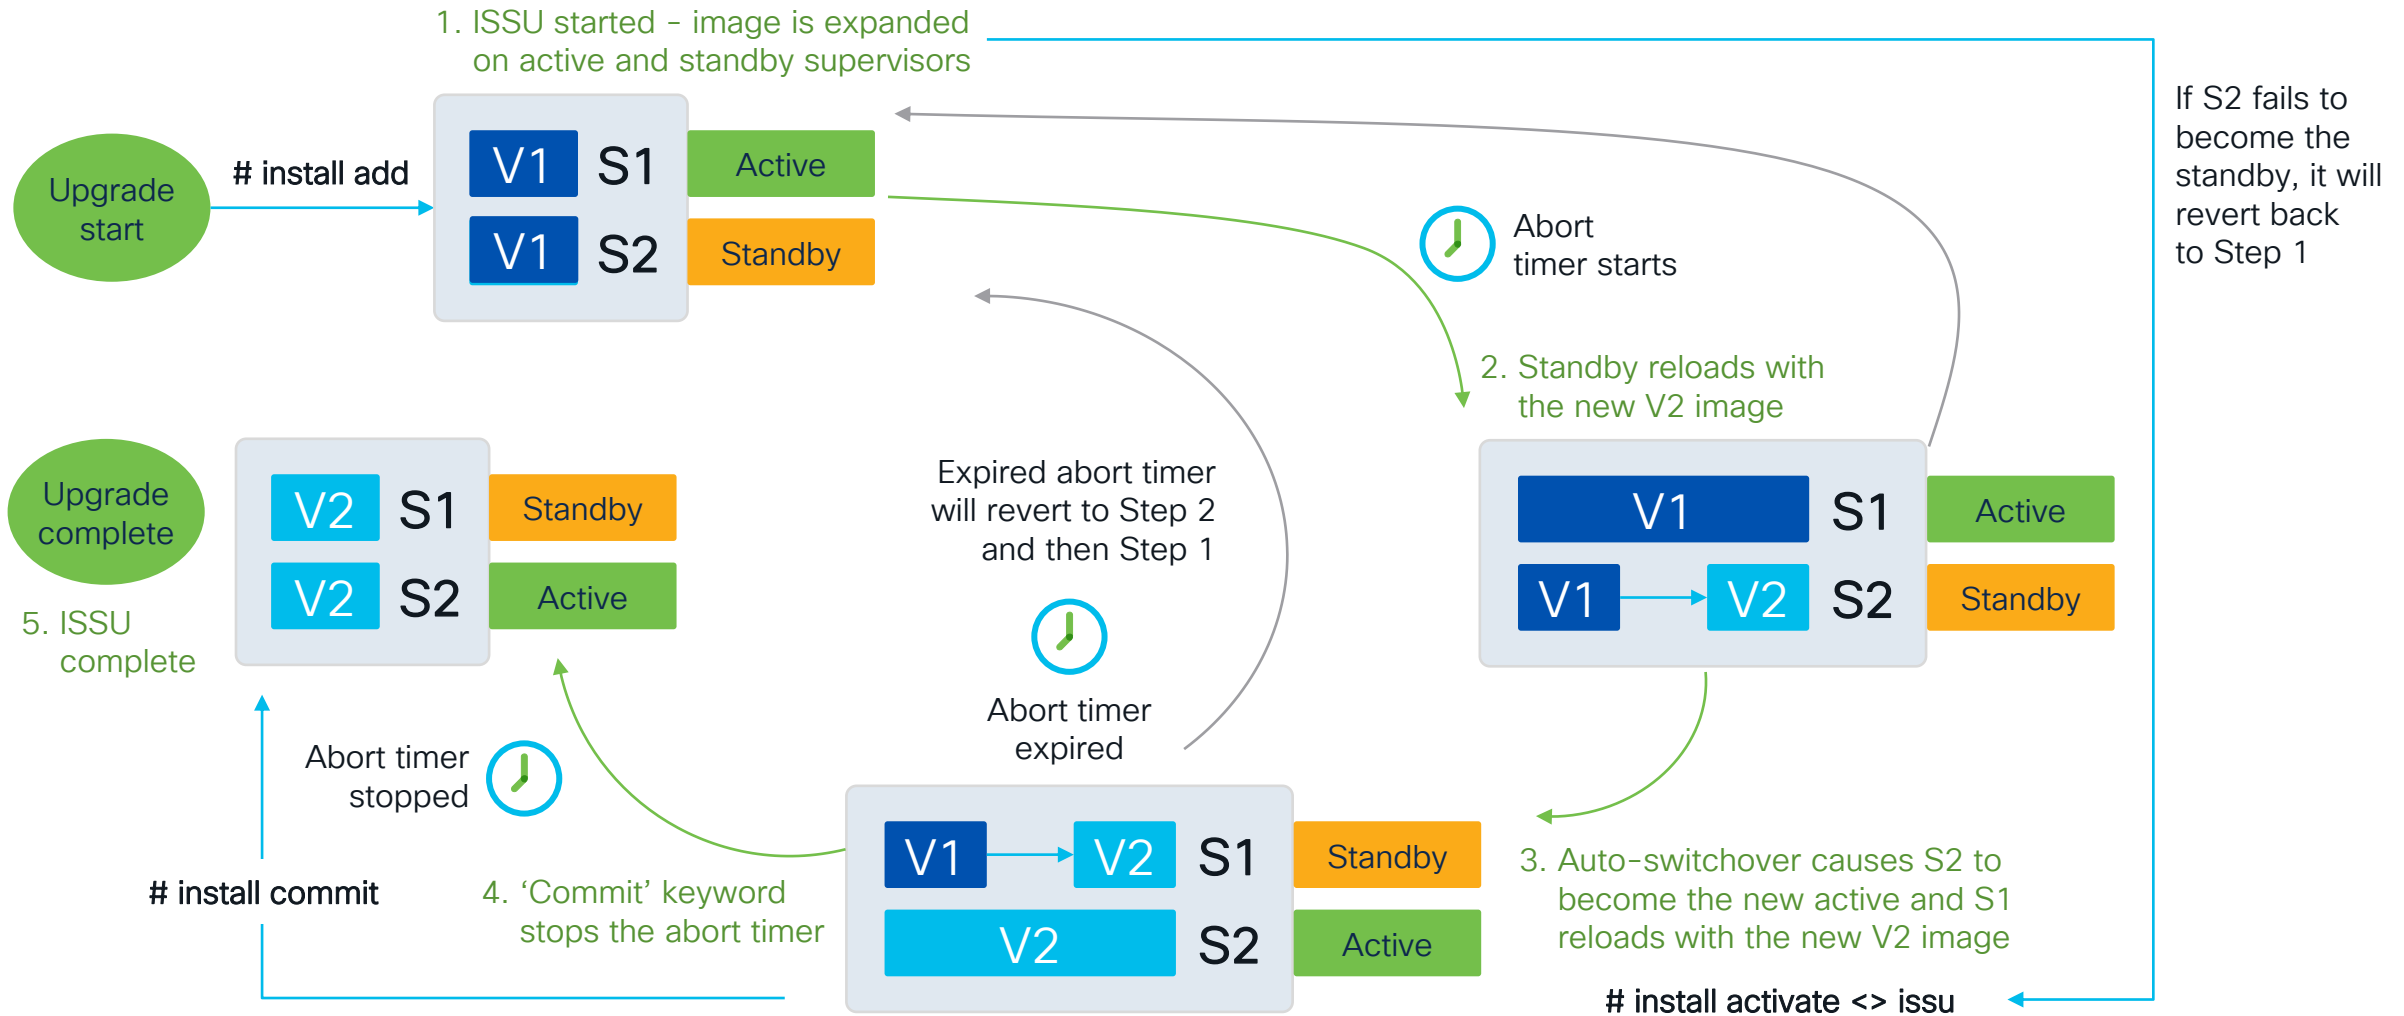 1. ISSU started - image is expanded
on active and standby supervisors
If S2 fails to
become the
standby, it will
revert back
to Step 1
Upgrade
start
# install add
V1 S1 Active
V1 S2 Standby
Abort
timer starts
2. Standby reloads with
the new V2 image
V1 S1 Active
V1 V2 S2 Standby
Expired abort timer
will revert to Step 2
and then Step 1
Abort timer
expired
Upgrade
complete
5. ISSU
complete
V2 S1 Standby
V2 S2 Active
Abort timer
stopped
# install commit
4. ‘Commit’ keyword
stops the abort timer
V1 V2 S1 Standby
V2 S2 Active
3. Auto-switchover causes S2 to
become the new active and S1
reloads with the new V2 image
# install activate <> issu